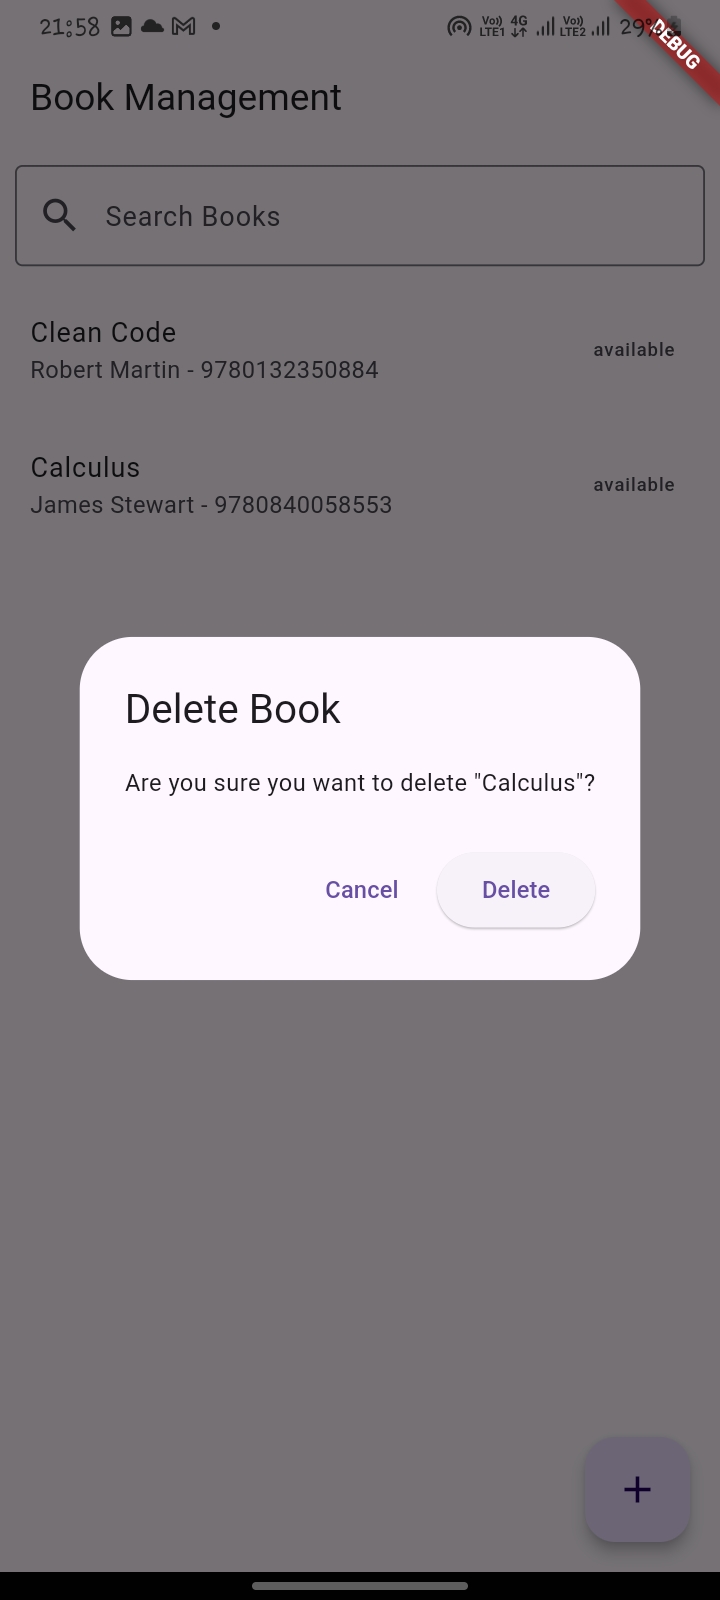 21:58
Vo)) 4G Vo)) 29%
LTE1 LTE2
DEBUG
Book Management
Search Books
Clean Code
Robert Martin - 9780132350884
available
Calculus
James Stewart - 9780840058553
available
Delete Book
Are you sure you want to delete "Calculus"?
Cancel
Delete